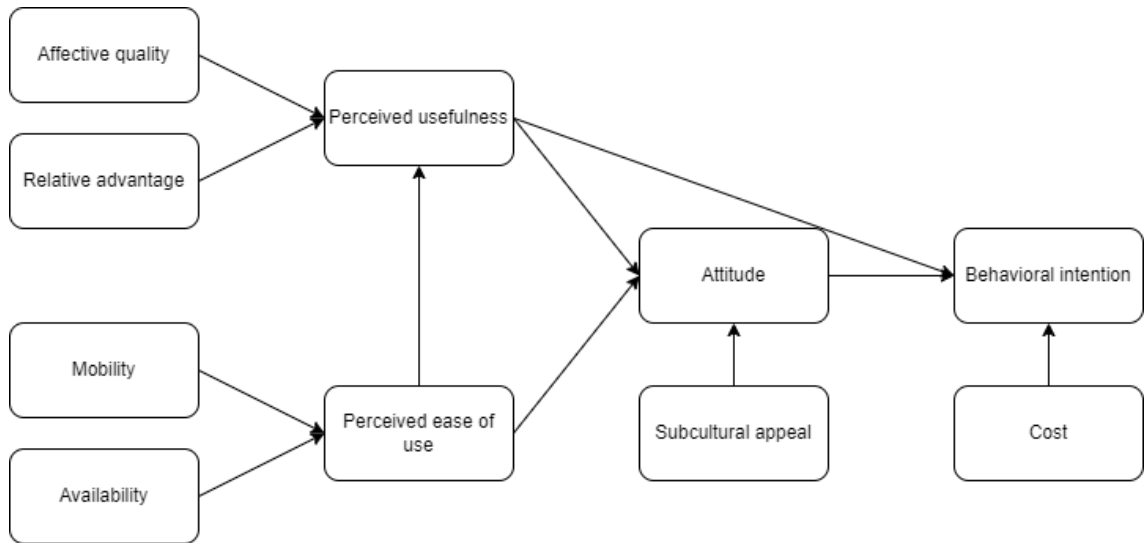 Affective quality
Perceived usefulness
Relative advantage
Attitude
Behavioral intention
Mobility
Perceived ease of
use
Subcultural appeal
Cost
Availability